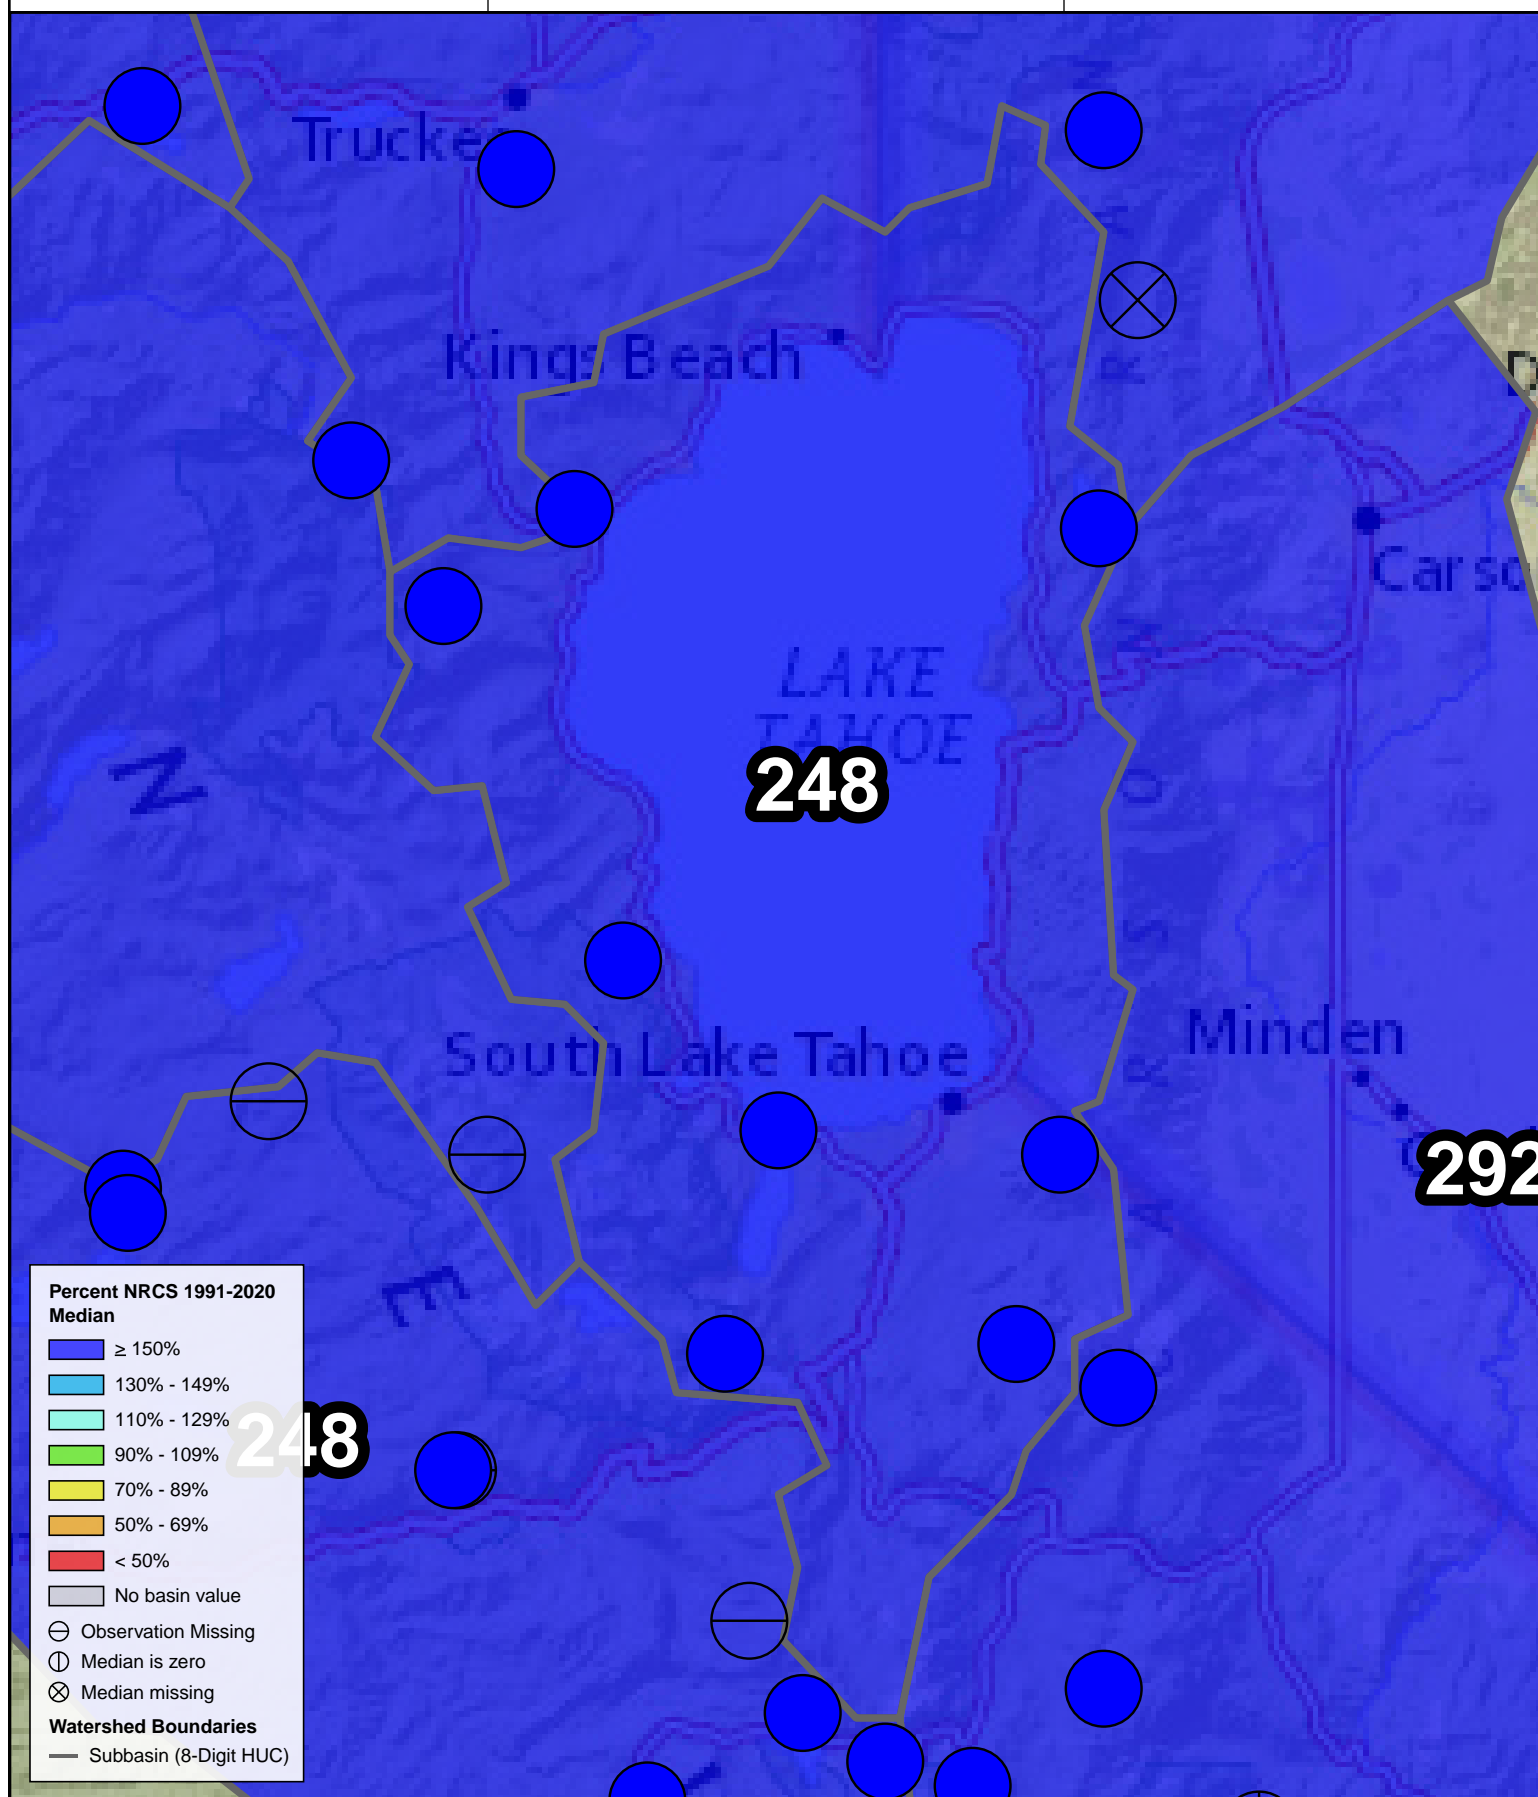 Kings Beach
LAKE
TAHOE
248
South Lake Tahoe
Minden
292
Percent NRCS 1991-2020
Median
≥ 150%
130% - 149%
110% - 129%
248
90% - 109%
70% - 89%
50% - 69%
< 50%
No basin value
Observation Missing
Median is zero
Median missing
Watershed Boundaries
Subbasin (8-Digit HUC)